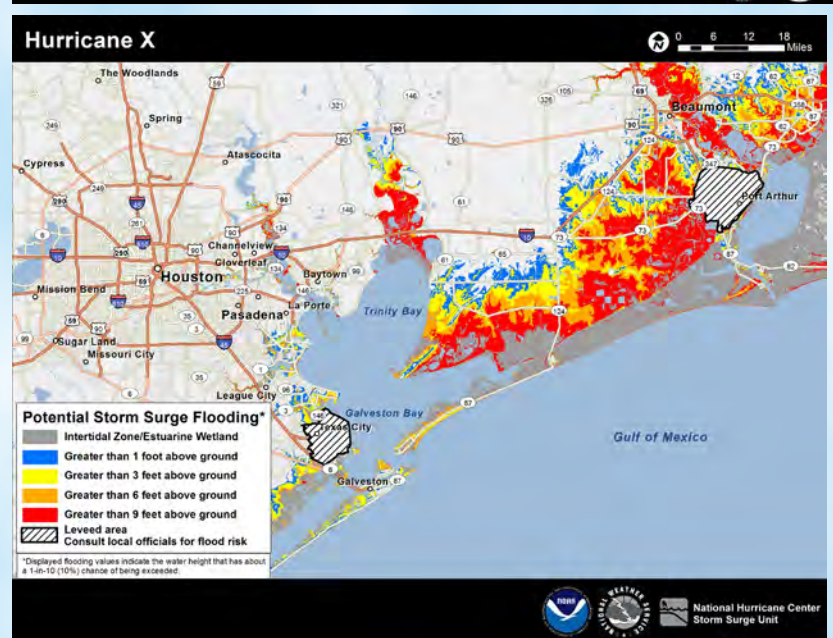 Hurricane X
N
0 6 12 18
Miles
The Woodlands
Spring
Atascocita
Cypress
Channelview
Cloverleaf
Houston
Baytown
Mission Bend
Pasadena
La Porte
Trinity Bay
Sugar Land
Missouri City
League City
Galveston Bay
Texas City
Galveston
Beaumont
Port Arthur
Gulf of Mexico
Potential Storm Surge Flooding*
Intertidal Zone/Estuarine Wetland
Greater than 1 foot above ground
Greater than 3 feet above ground
Greater than 6 feet above ground
Greater than 9 feet above ground
Leveed area
Consult local officials for flood risk
*Displayed flooding values indicate the water height that has about
a 1-in-10 (10%) chance of being exceeded.
NOAA
NATIONAL WEATHER SERVICE
National Hurricane Center
Storm Surge Unit